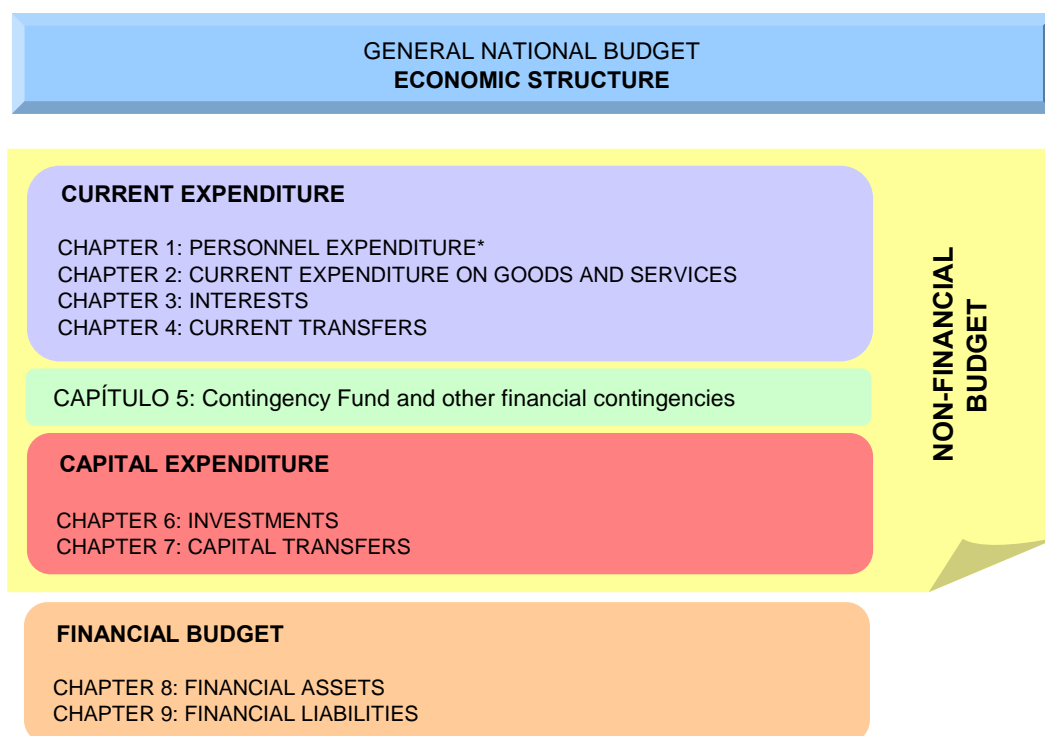 GENERAL NATIONAL BUDGET
ECONOMIC STRUCTURE
CURRENT EXPENDITURE
CHAPTER 1: PERSONNEL EXPENDITURE*
CHAPTER 2: CURRENT EXPENDITURE ON GOODS AND SERVICES
CHAPTER 3: INTERESTS
CHAPTER 4: CURRENT TRANSFERS
CAPÍTULO 5: Contingency Fund and other financial contingencies
CAPITAL EXPENDITURE
CHAPTER 6: INVESTMENTS
CHAPTER 7: CAPITAL TRANSFERS
NON-FINANCIAL
BUDGET
FINANCIAL BUDGET
CHAPTER 8: FINANCIAL ASSETS
CHAPTER 9: FINANCIAL LIABILITIES